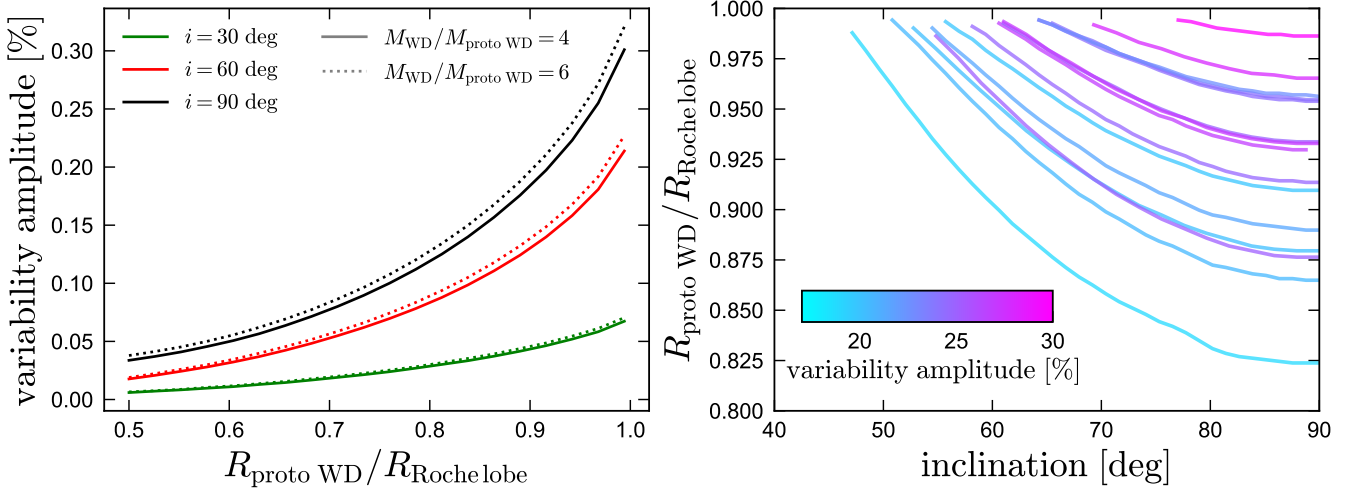 variability amplitude [%]
0.30
0.25
0.20
0.15
0.10
0.05
0.00
i = 30 deg
i = 60 deg
i = 90 deg
M_WD/M_proto WD = 4
M_WD/M_proto WD = 6
0.5 0.6 0.7 0.8 0.9 1.0
R_proto WD/R_Roche lobe
R_proto WD/R_Roche lobe
1.000
0.975
0.950
0.925
0.900
0.875
0.850
0.825
0.800
20 25 30
variability amplitude [%]
40 50 60 70 80 90
inclination [deg]